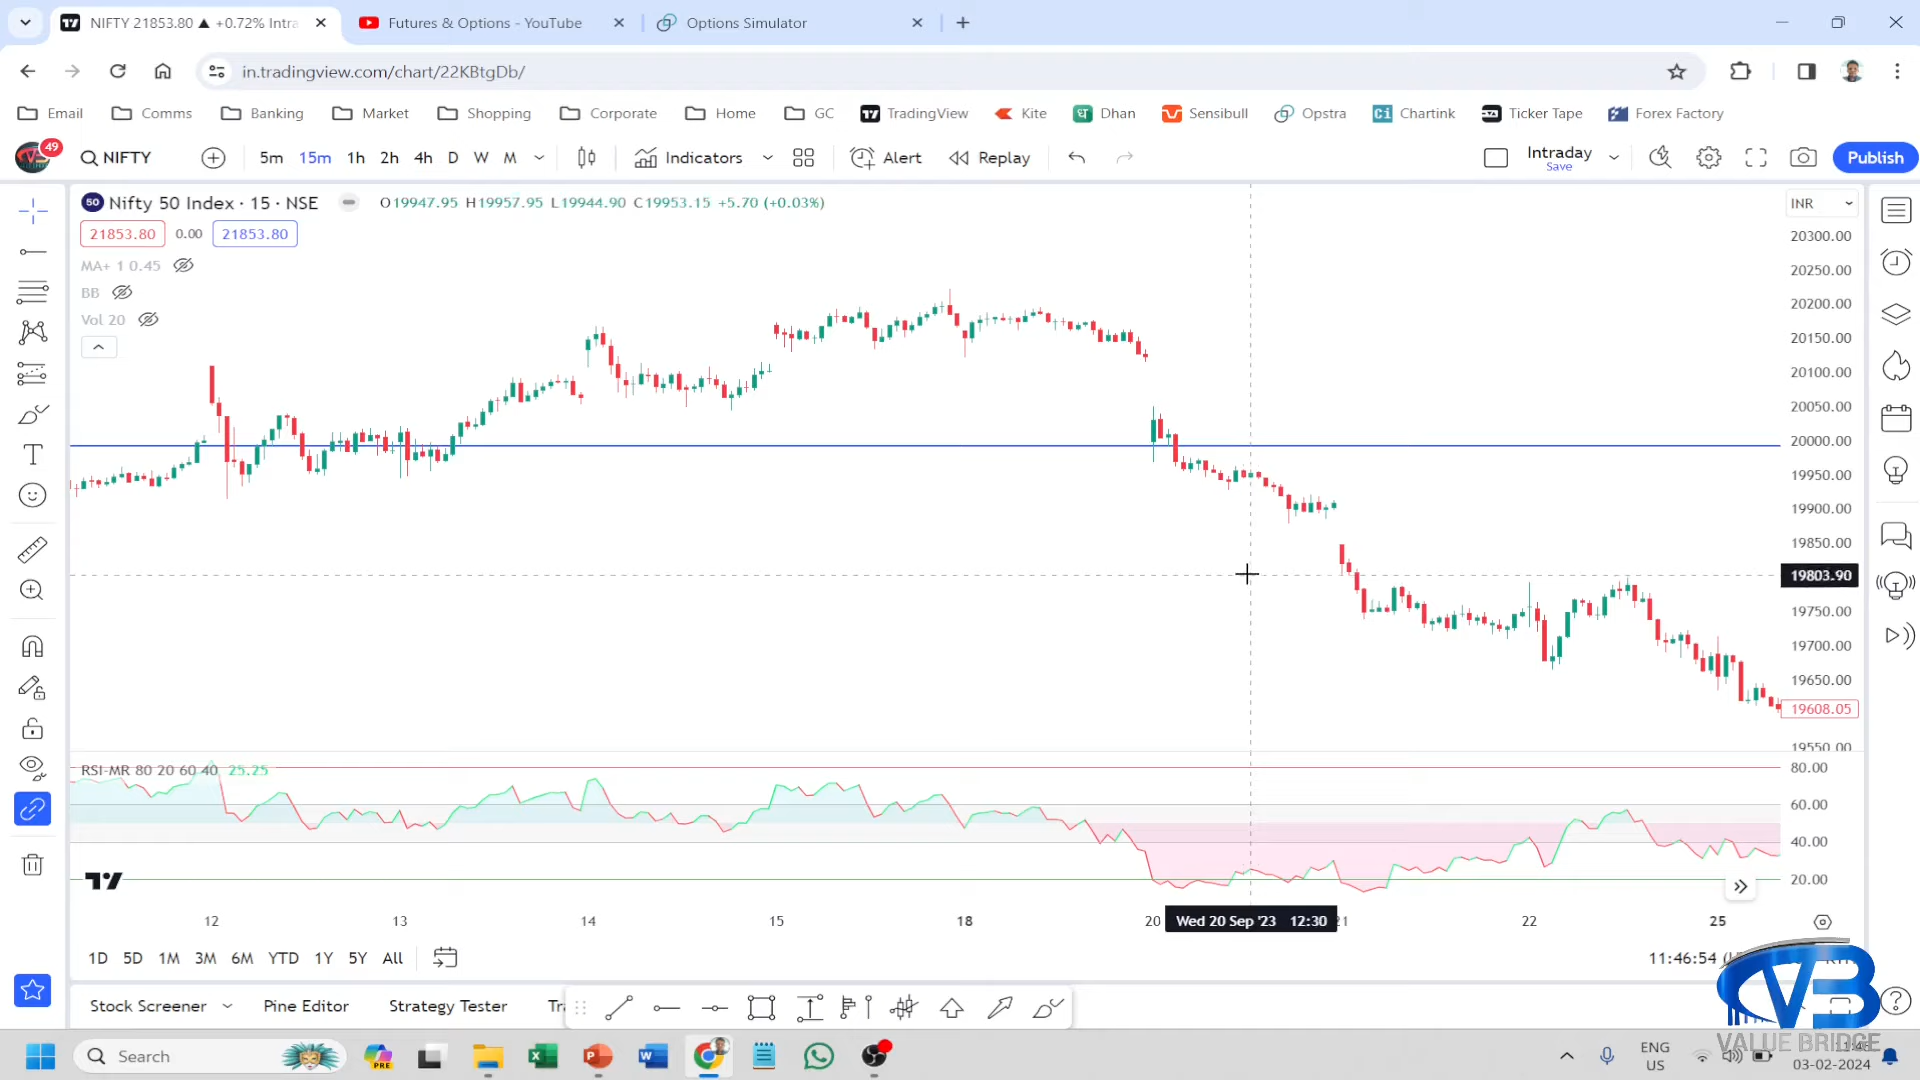 NIFTY 21853.80 ▲ +0.72% Intra
Futures & Options - YouTube
Options Simulator
in.tradingview.com/chart/22KBtgDb/
Email Comms Banking Market Shopping Corporate Home GC TradingView Kite Dhan Sensibull Opstra Chartink Ticker Tape Forex Factory
49 NIFTY 5m 15m 1h 2h 4h D W M Indicators Alert Replay Intraday Save Publish
50 Nifty 50 Index · 15 · NSE O19947.95 H19957.95 L19944.90 C19953.15 +5.70 (+0.03%)
INR
21853.80 0.00 21853.80
MA+ 1 0.45
BB
Vol 20
20300.00
20250.00
20200.00
20150.00
20100.00
20050.00
20000.00
19950.00
19900.00
19850.00
19803.90
19750.00
19700.00
19650.00
19608.05
19550.00
RSI-MR 80 20 60 40 25.25
80.00
60.00
40.00
20.00
12 13 14 15 18 20 Wed 20 Sep '23 12:30 21 22 25
1D 5D 1M 3M 6M YTD 1Y 5Y All
11:46:54
Stock Screener Pine Editor Strategy Tester
VALUE BRIDGE
Search
PRE
ENG
US
03-02-2024